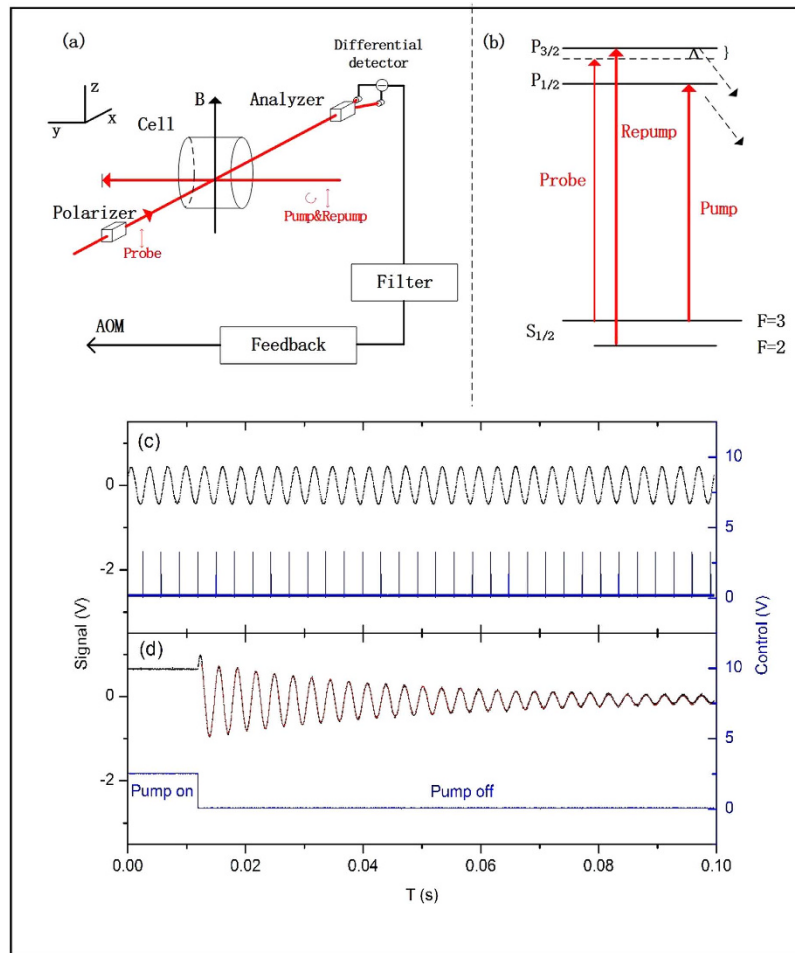 (a)
Differential
detector
Analyzer
B
z
y
x
Cell
Polarizer
Probe
Pump&Repump
Filter
AOM
Feedback
(b)
P3/2
Δ
}
P1/2
Repump
Probe
Pump
S1/2
F=3
F=2
(c)
0
-2
10
5
0
Signal (V)
Control (V)
(d)
0
-2
10
5
0
Pump on
Pump off
0.00
0.02
0.04
0.06
0.08
0.10
T (s)